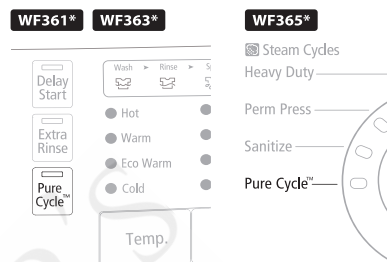 WF361* WF363*
Delay
Start
Extra
Rinse
Pure
Cycle™
Wash ► Rinse ►
Hot
Warm
Eco Warm
Cold
Temp.
WF365*
Steam Cycles
Heavy Duty
Perm Press
Sanitize
Pure Cycle™